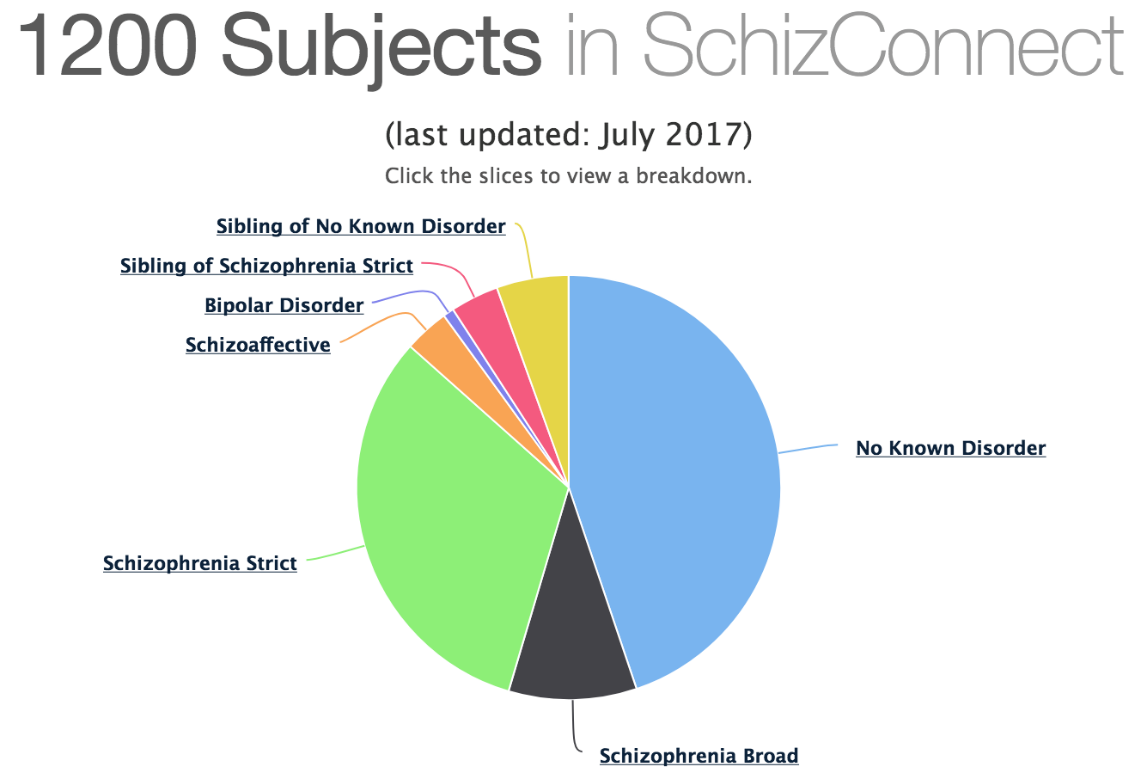 1200 Subjects in SchizConnect
(last updated: July 2017)
Click the slices to view a breakdown.
Sibling of No Known Disorder
Sibling of Schizophrenia Strict
Bipolar Disorder
Schizoaffective
No Known Disorder
Schizophrenia Strict
Schizophrenia Broad